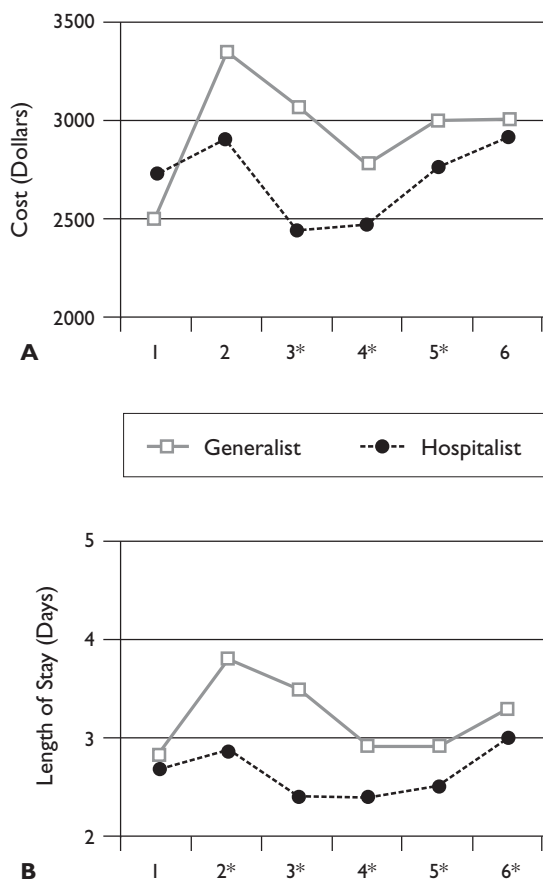 3500
3000
2500
2000
Cost (Dollars)
A
1 2 3* 4* 5* 6
Generalist Hospitalist
5
4
3
2
Length of Stay (Days)
B
1 2* 3* 4* 5* 6*